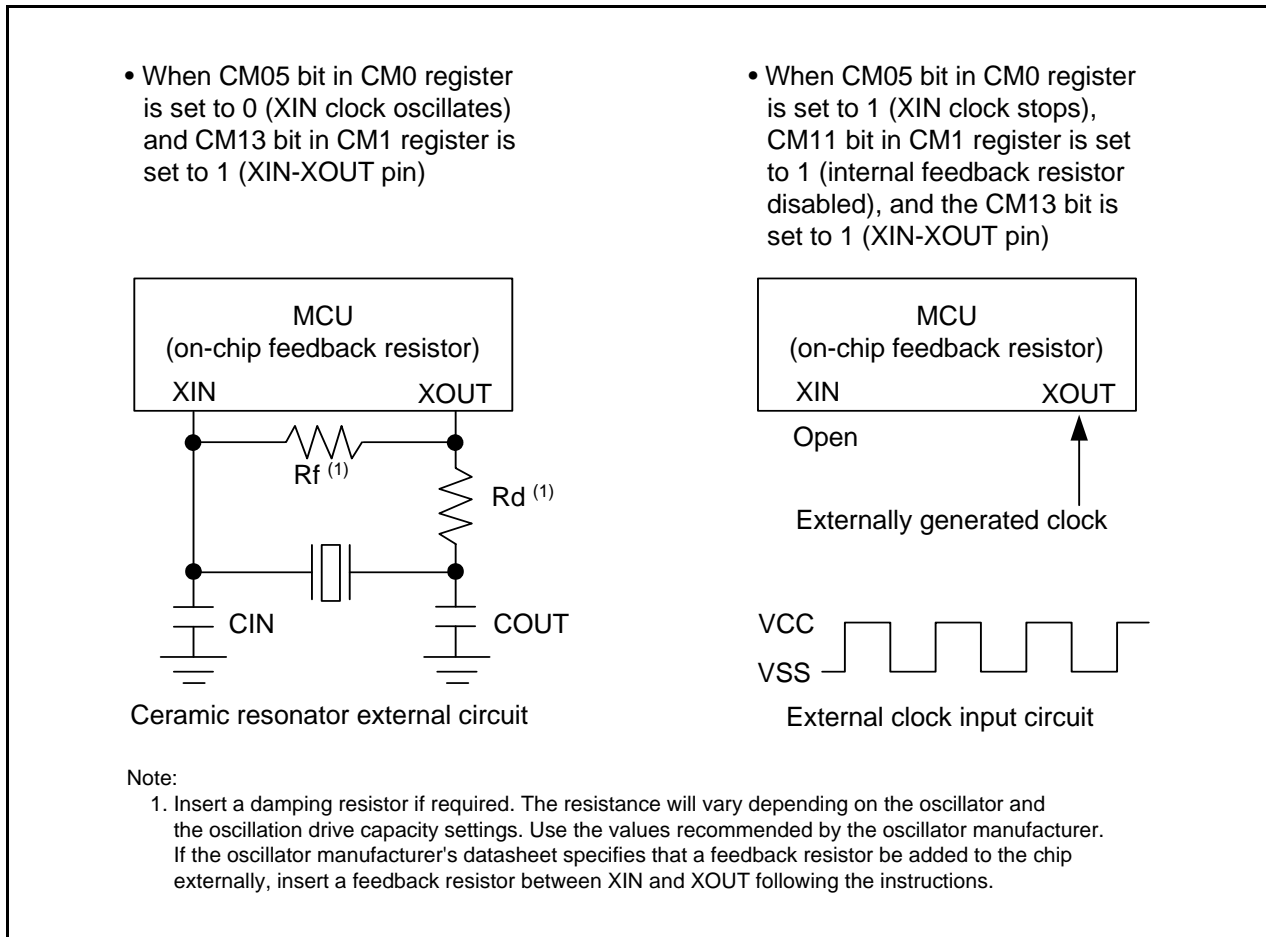 • When CM05 bit in CM0 register
is set to 0 (XIN clock oscillates)
and CM13 bit in CM1 register is
set to 1 (XIN-XOUT pin)
MCU
(on-chip feedback resistor)
XIN
XOUT
Rf (1)
Rd (1)
CIN
COUT
Ceramic resonator external circuit
• When CM05 bit in CM0 register
is set to 1 (XIN clock stops),
CM11 bit in CM1 register is set
to 1 (internal feedback resistor
disabled), and the CM13 bit is
set to 1 (XIN-XOUT pin)
MCU
(on-chip feedback resistor)
XIN
XOUT
Open
Externally generated clock
VCC
VSS
External clock input circuit
Note:
1. Insert a damping resistor if required. The resistance will vary depending on the oscillator and
the oscillation drive capacity settings. Use the values recommended by the oscillator manufacturer.
If the oscillator manufacturer's datasheet specifies that a feedback resistor be added to the chip
externally, insert a feedback resistor between XIN and XOUT following the instructions.